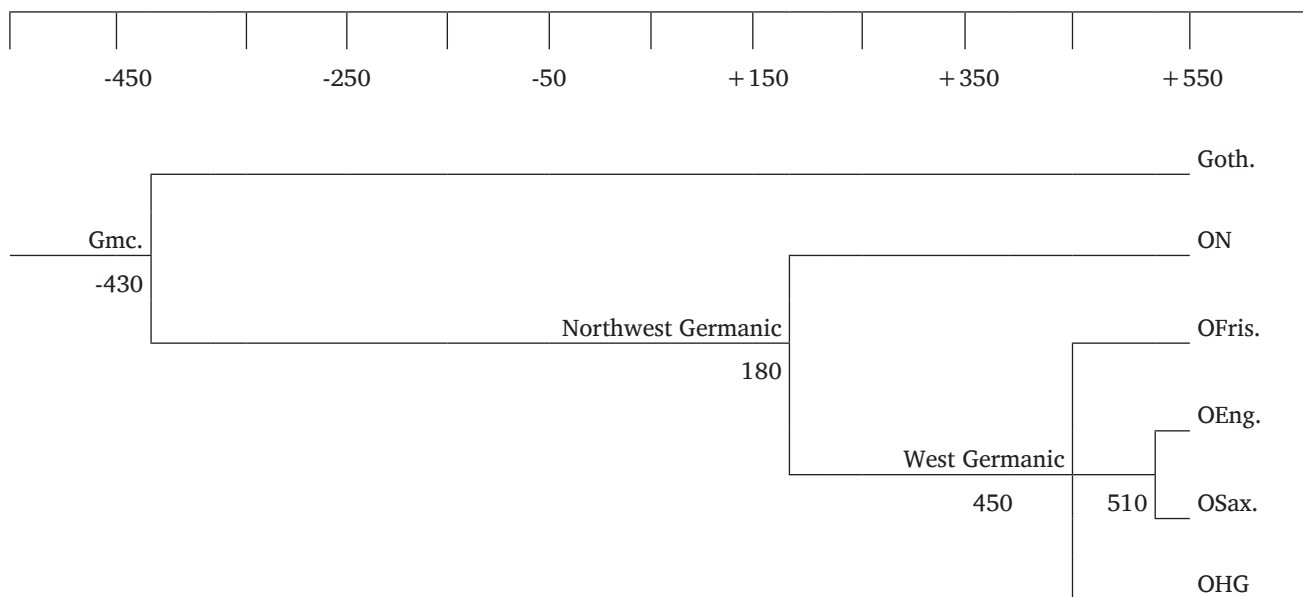 -450 -250 -50 +150 +350 +550
Goth.
Gmc. ON
-430
Northwest Germanic OFris.
180
OEng.
West Germanic
450 510 OSax.
OHG